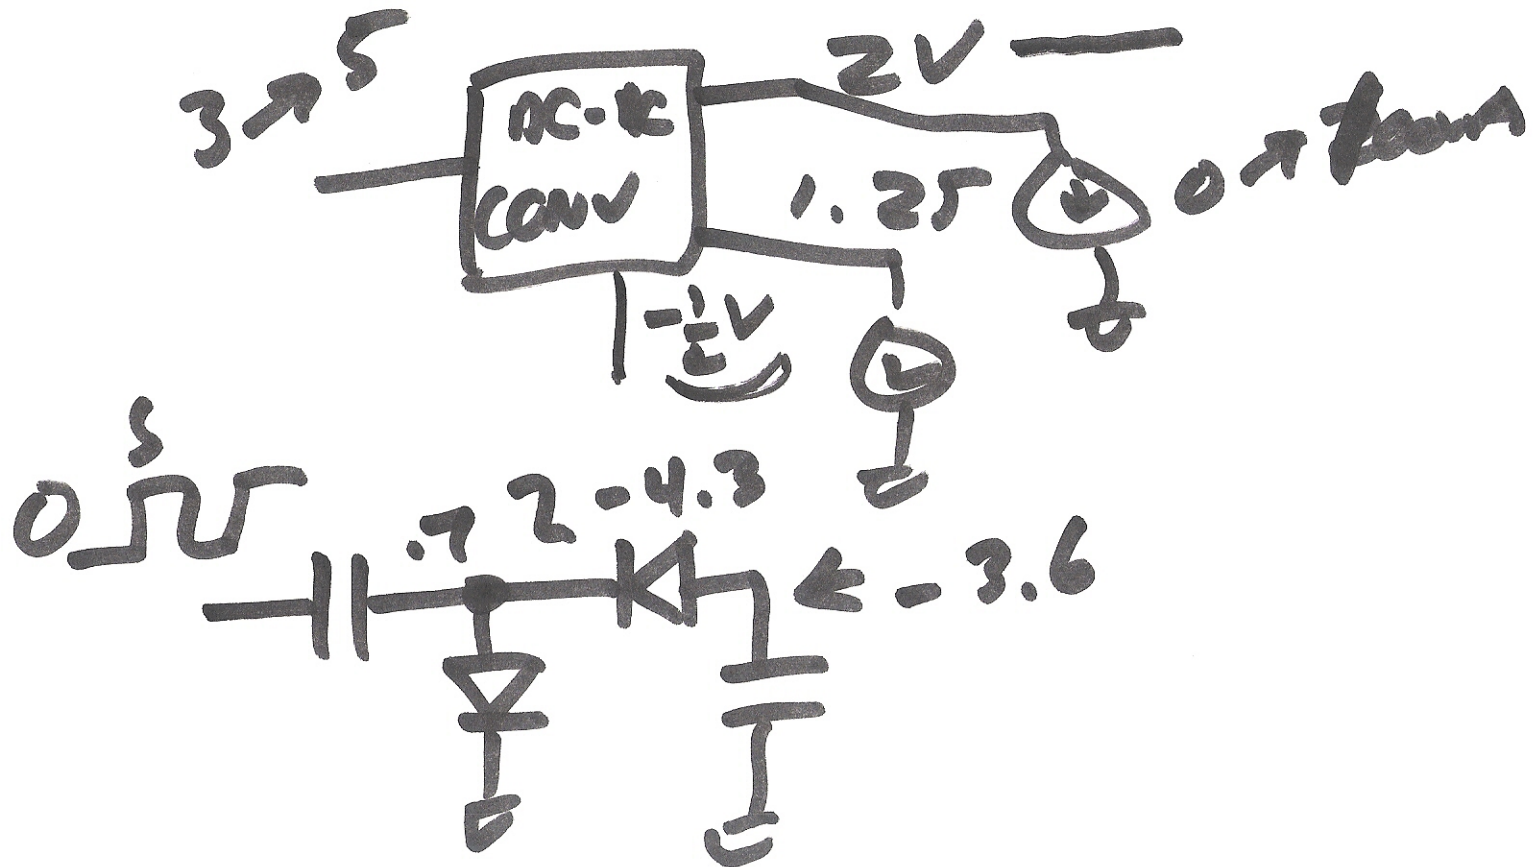 3 → 5
DC-DC
CONV
2V —
1.25
0 →
-½V
0 5
.7 2 -4.3
← -3.6